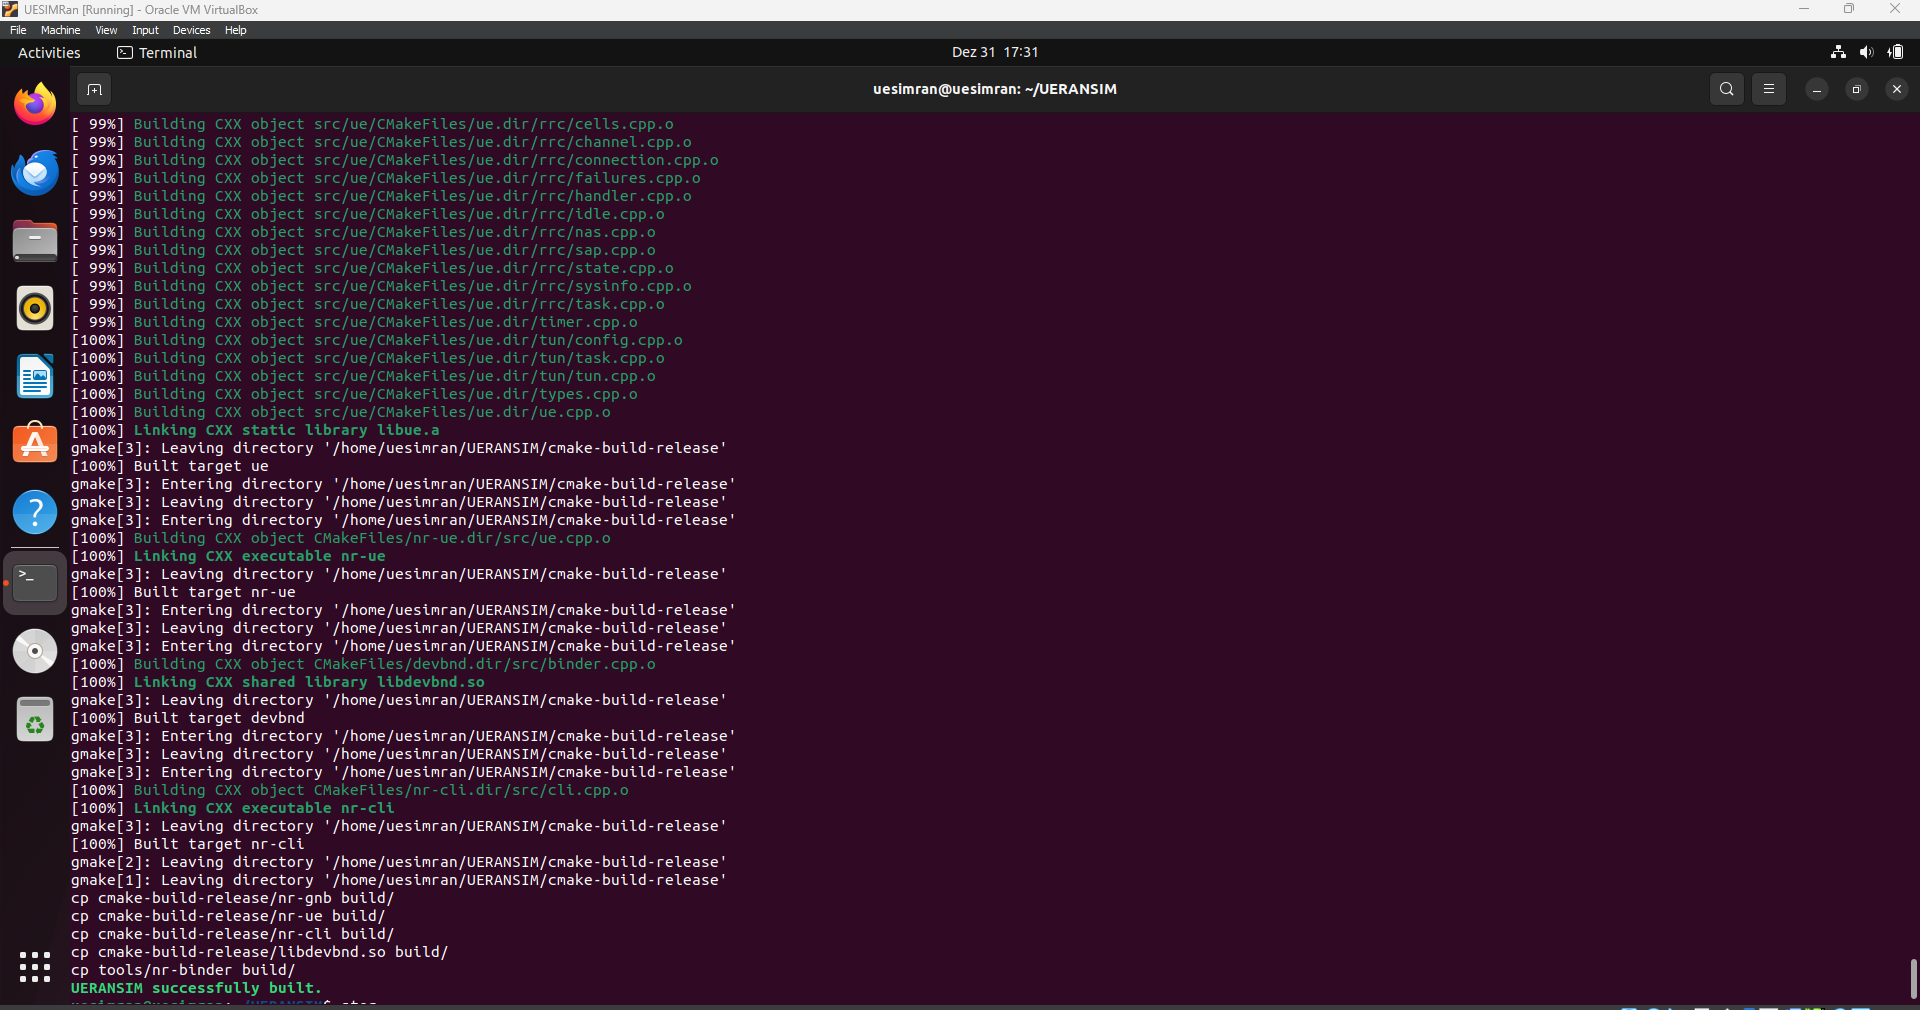 UESIMRan [Running] - Oracle VM VirtualBox
File Machine View Input Devices Help
Activities Terminal Dez 31 17:31
uesimran@uesimran: ~/UERANSIM
[ 99%] Building CXX object src/ue/CMakeFiles/ue.dir/rrc/cells.cpp.o
[ 99%] Building CXX object src/ue/CMakeFiles/ue.dir/rrc/channel.cpp.o
[ 99%] Building CXX object src/ue/CMakeFiles/ue.dir/rrc/connection.cpp.o
[ 99%] Building CXX object src/ue/CMakeFiles/ue.dir/rrc/failures.cpp.o
[ 99%] Building CXX object src/ue/CMakeFiles/ue.dir/rrc/handler.cpp.o
[ 99%] Building CXX object src/ue/CMakeFiles/ue.dir/rrc/idle.cpp.o
[ 99%] Building CXX object src/ue/CMakeFiles/ue.dir/rrc/nas.cpp.o
[ 99%] Building CXX object src/ue/CMakeFiles/ue.dir/rrc/sap.cpp.o
[ 99%] Building CXX object src/ue/CMakeFiles/ue.dir/rrc/state.cpp.o
[ 99%] Building CXX object src/ue/CMakeFiles/ue.dir/rrc/sysinfo.cpp.o
[ 99%] Building CXX object src/ue/CMakeFiles/ue.dir/rrc/task.cpp.o
[ 99%] Building CXX object src/ue/CMakeFiles/ue.dir/timer.cpp.o
[100%] Building CXX object src/ue/CMakeFiles/ue.dir/tun/config.cpp.o
[100%] Building CXX object src/ue/CMakeFiles/ue.dir/tun/task.cpp.o
[100%] Building CXX object src/ue/CMakeFiles/ue.dir/tun/tun.cpp.o
[100%] Building CXX object src/ue/CMakeFiles/ue.dir/types.cpp.o
[100%] Building CXX object src/ue/CMakeFiles/ue.dir/ue.cpp.o
[100%] Linking CXX static library libue.a
gmake[3]: Leaving directory '/home/uesimran/UERANSIM/cmake-build-release'
[100%] Built target ue
gmake[3]: Entering directory '/home/uesimran/UERANSIM/cmake-build-release'
gmake[3]: Leaving directory '/home/uesimran/UERANSIM/cmake-build-release'
gmake[3]: Entering directory '/home/uesimran/UERANSIM/cmake-build-release'
[100%] Building CXX object CMakeFiles/nr-ue.dir/src/ue.cpp.o
[100%] Linking CXX executable nr-ue
gmake[3]: Leaving directory '/home/uesimran/UERANSIM/cmake-build-release'
[100%] Built target nr-ue
gmake[3]: Entering directory '/home/uesimran/UERANSIM/cmake-build-release'
gmake[3]: Leaving directory '/home/uesimran/UERANSIM/cmake-build-release'
gmake[3]: Entering directory '/home/uesimran/UERANSIM/cmake-build-release'
[100%] Building CXX object CMakeFiles/devbnd.dir/src/binder.cpp.o
[100%] Linking CXX shared library libdevbnd.so
gmake[3]: Leaving directory '/home/uesimran/UERANSIM/cmake-build-release'
[100%] Built target devbnd
gmake[3]: Entering directory '/home/uesimran/UERANSIM/cmake-build-release'
gmake[3]: Leaving directory '/home/uesimran/UERANSIM/cmake-build-release'
gmake[3]: Entering directory '/home/uesimran/UERANSIM/cmake-build-release'
[100%] Building CXX object CMakeFiles/nr-cli.dir/src/cli.cpp.o
[100%] Linking CXX executable nr-cli
gmake[3]: Leaving directory '/home/uesimran/UERANSIM/cmake-build-release'
[100%] Built target nr-cli
gmake[2]: Leaving directory '/home/uesimran/UERANSIM/cmake-build-release'
gmake[1]: Leaving directory '/home/uesimran/UERANSIM/cmake-build-release'
cp cmake-build-release/nr-gnb build/
cp cmake-build-release/nr-ue build/
cp cmake-build-release/nr-cli build/
cp cmake-build-release/libdevbnd.so build/
cp tools/nr-binder build/
UERANSIM successfully built.